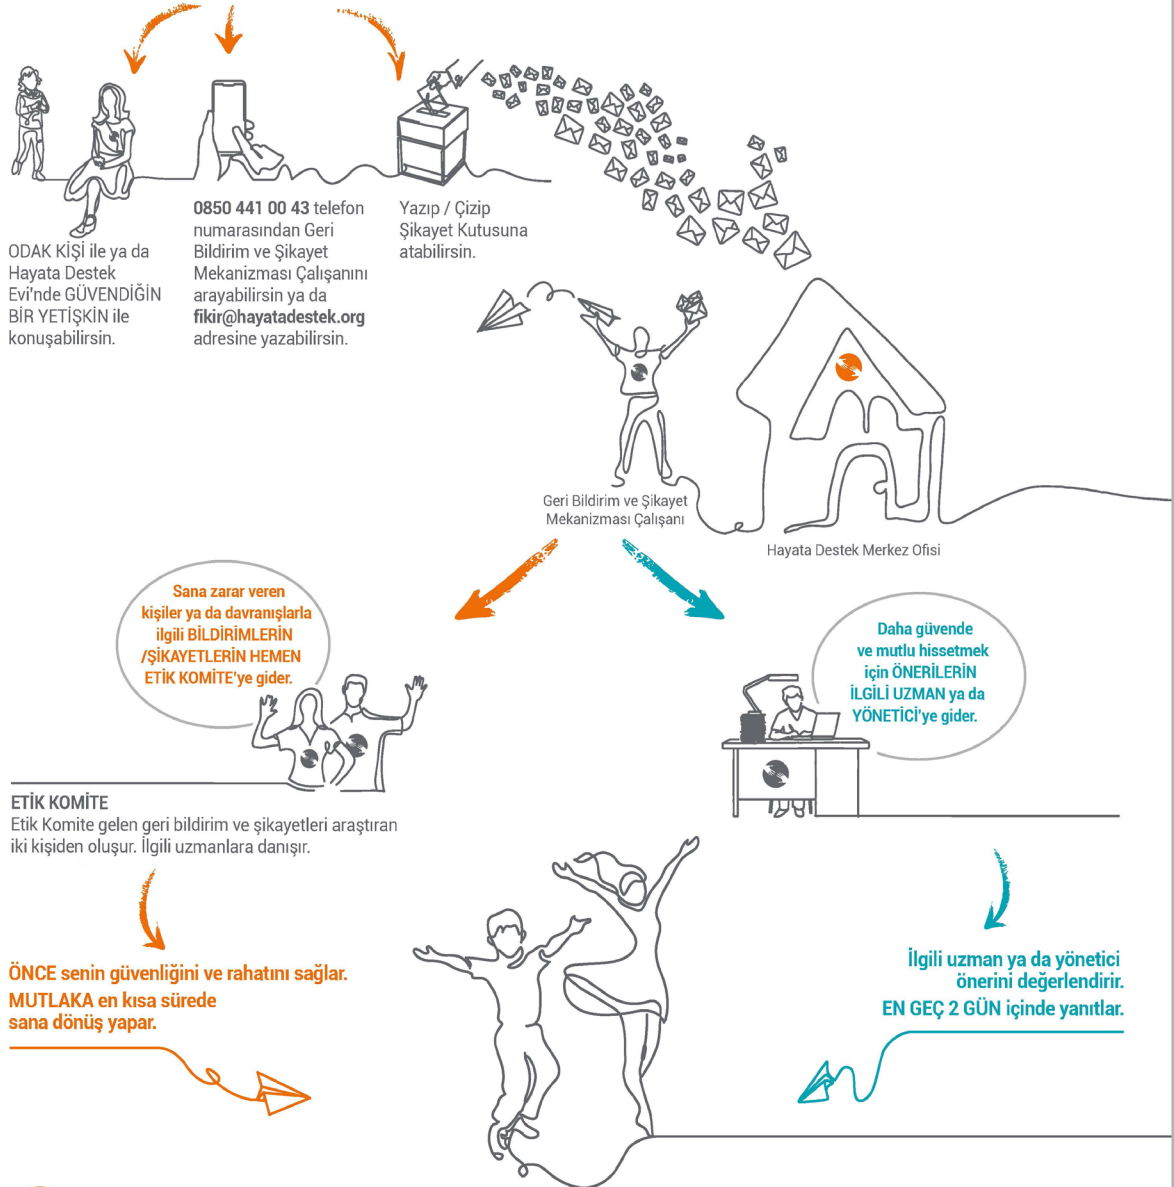 ODAK KİŞİ ile ya da
Hayata Destek
Evi'nde GÜVENDİĞİN
BİR YETİŞKİN ile
konuşabilirsin.
0850 441 00 43 telefon
numarasından Geri
Bildirim ve Şikayet
Mekanizması Çalışanını
arayabilirsin ya da
fikir@hayatadestek.org
adresine yazabilirsin.
Yazıp / Çizip
Şikayet Kutusuna
atabilirsin.
Geri Bildirim ve Şikayet
Mekanizması Çalışanı
Hayata Destek Merkez Ofisi
Sana zarar veren
kişiler ya da davranışlarla
ilgili BİLDİRİMLERİN
/ŞİKAYETLERİN HEMEN
ETİK KOMİTE'ye gider.
Daha güvende
ve mutlu hissetmek
için ÖNERİLERİN
İLGİLİ UZMAN ya da
YÖNETİCİ'ye gider.
ETİK KOMİTE
Etik Komite gelen geri bildirim ve şikayetleri araştıran
iki kişiden oluşur. İlgili uzmanlara danışır.
ÖNCE senin güvenliğini ve rahatını sağlar.
MUTLAKA en kısa sürede
sana dönüş yapar.
İlgili uzman ya da yönetici
önerini değerlendirir.
EN GEÇ 2 GÜN içinde yanıtlar.